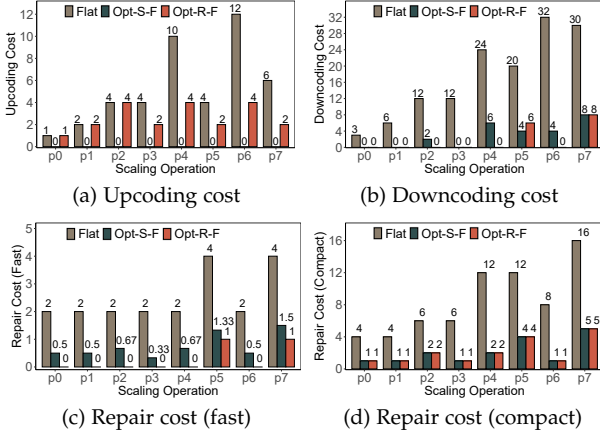 Flat Opt-S-F Opt-R-F
Upcoding Cost
12
10
8
6
4
2
0
1 0 1 2 0 2 4 0 4 4 0 2 10 0 4 4 0 2 12 0 4 6 0 2
p0 p1 p2 p3 p4 p5 p6 p7
Scaling Operation
(a) Upcoding cost
Flat Opt-S-F Opt-R-F
Downcoding Cost
32
28
24
20
16
12
8
4
0
3 0 0 6 0 0 12 2 0 12 0 0 24 6 0 20 4 6 32 4 0 30 8 8
p0 p1 p2 p3 p4 p5 p6 p7
Scaling Operation
(b) Downcoding cost
Flat Opt-S-F Opt-R-F
Repair Cost (Fast)
5
4
2
1
0
2 0.5 0 2 0.5 0 2 0.67 0 2 0.33 0 2 0.67 0 4 1.33 1 2 0.5 0 4 1.5 1
p0 p1 p2 p3 p4 p5 p6 p7
Scaling Operation
(c) Repair cost (fast)
Flat Opt-S-F Opt-R-F
Repair Cost (Compact)
16
12
8
4
0
4 1 1 4 1 1 6 2 2 6 1 1 12 2 2 12 4 4 8 1 1 16 5 5
p0 p1 p2 p3 p4 p5 p6 p7
Scaling Operation
(d) Repair cost (compact)